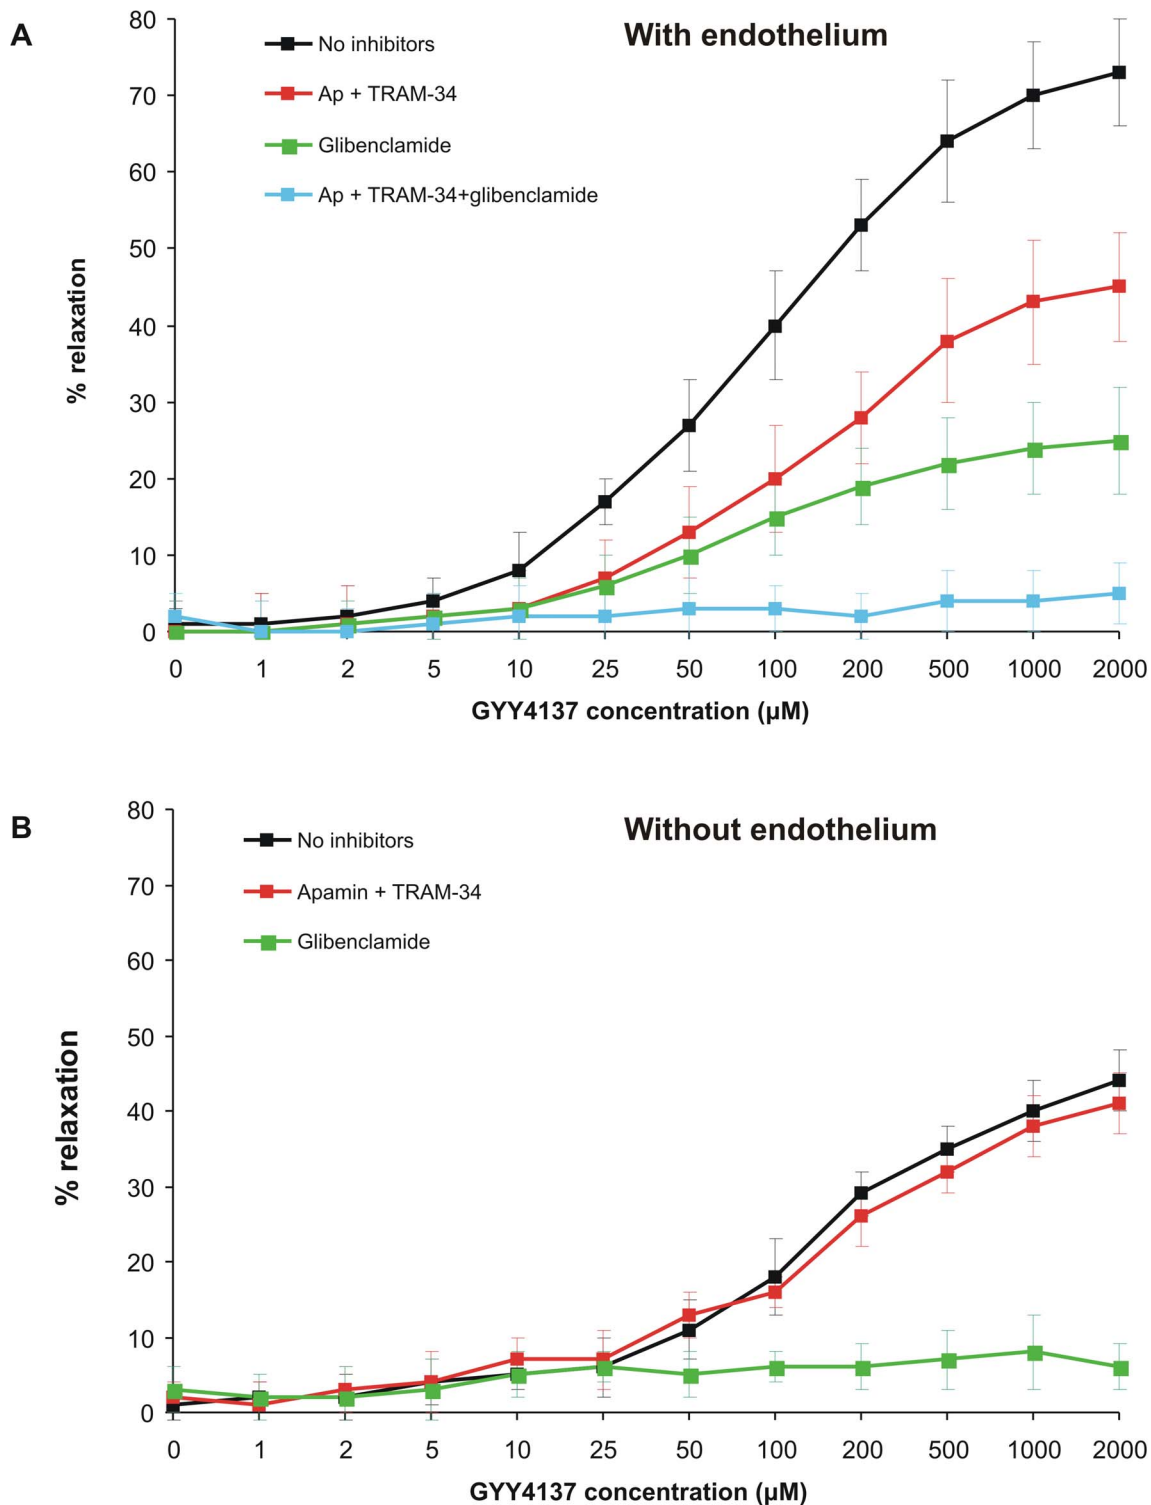 A
With endothelium
No inhibitors
Ap + TRAM-34
Glibenclamide
Ap + TRAM-34+glibenclamide
% relaxation
80
70
60
50
40
30
20
10
0
0 1 2 5 10 25 50 100 200 500 1000 2000
GYY4137 concentration (µM)
B
Without endothelium
No inhibitors
Apamin + TRAM-34
Glibenclamide
% relaxation
80
70
60
50
40
30
20
10
0
0 1 2 5 10 25 50 100 200 500 1000 2000
GYY4137 concentration (µM)